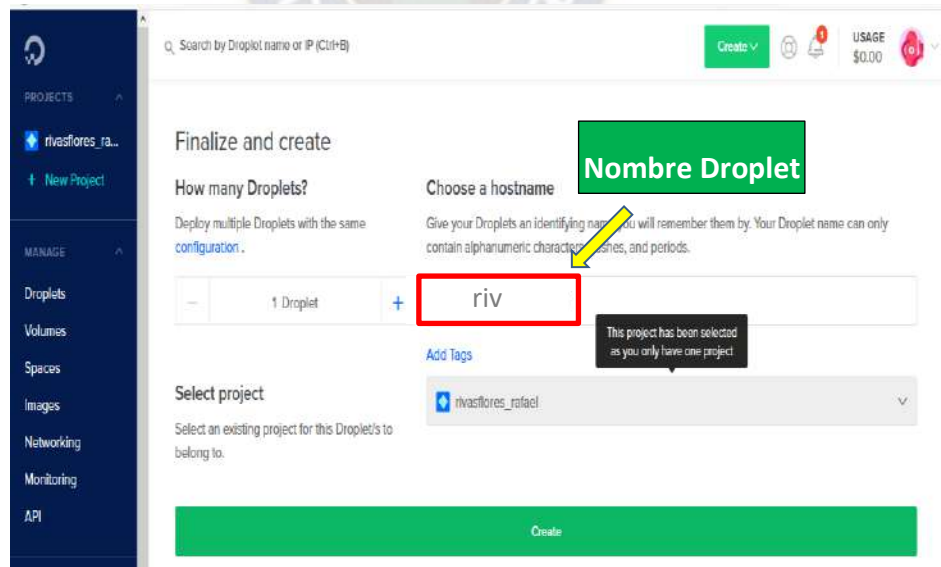 Search by Droplet name or IP (Ctrl+B)
Create
1
USAGE
$0.00
PROJECTS
rivasflores_ra...
+ New Project
MANAGE
Droplets
Volumes
Spaces
Images
Networking
Monitoring
API
Finalize and create
How many Droplets?
Deploy multiple Droplets with the same
configuration .
1 Droplet
Nombre Droplet
Choose a hostname
Give your Droplets an identifying you will remember them by. Your Droplet name can only
contain alphanumeric and periods.
riv
Add Tags
This project has been selected
as you only have one project
Select project
Select an existing project for this Droplet/s to
belong to.
rivasflores_rafael
Create